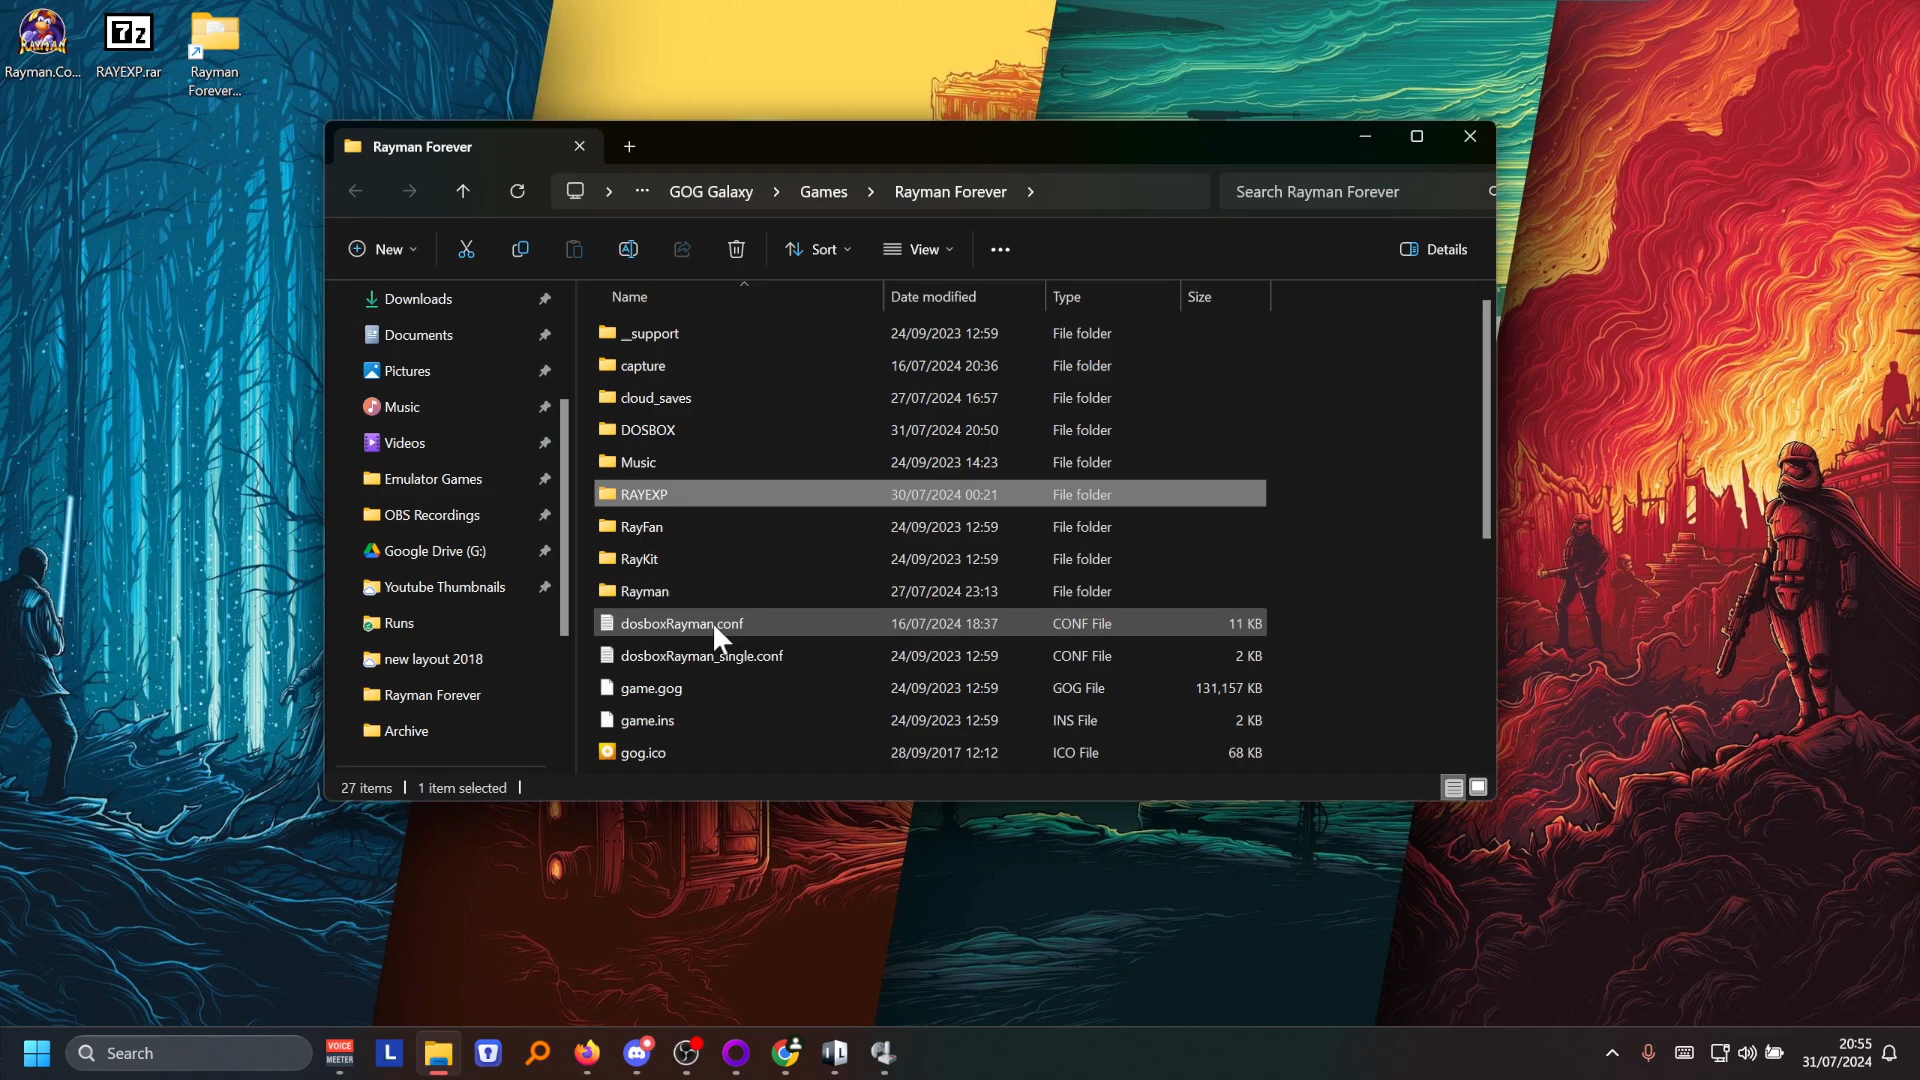 Rayman.Co...
RAYEXP.rar
Rayman
Forever...
Rayman Forever
GOG Galaxy > Games > Rayman Forever >
Search Rayman Forever
New
Sort
View
Details
Downloads
Documents
Pictures
Music
Videos
Emulator Games
OBS Recordings
Google Drive (G:)
Youtube Thumbnails
Runs
new layout 2018
Rayman Forever
Archive
Name Date modified Type Size
__support 24/09/2023 12:59 File folder
capture 16/07/2024 20:36 File folder
cloud_saves 27/07/2024 16:57 File folder
DOSBOX 31/07/2024 20:50 File folder
Music 24/09/2023 14:23 File folder
RAYEXP 30/07/2024 00:21 File folder
RayFan 24/09/2023 12:59 File folder
RayKit 24/09/2023 12:59 File folder
Rayman 27/07/2024 23:13 File folder
dosboxRayman.conf 16/07/2024 18:37 CONF File 11 KB
dosboxRayman_single.conf 24/09/2023 12:59 CONF File 2 KB
game.gog 24/09/2023 12:59 GOG File 131,157 KB
game.ins 24/09/2023 12:59 INS File 2 KB
gog.ico 28/09/2017 12:12 ICO File 68 KB
27 items | 1 item selected |
Search
VOICE
MEETER
L
20:55
31/07/2024